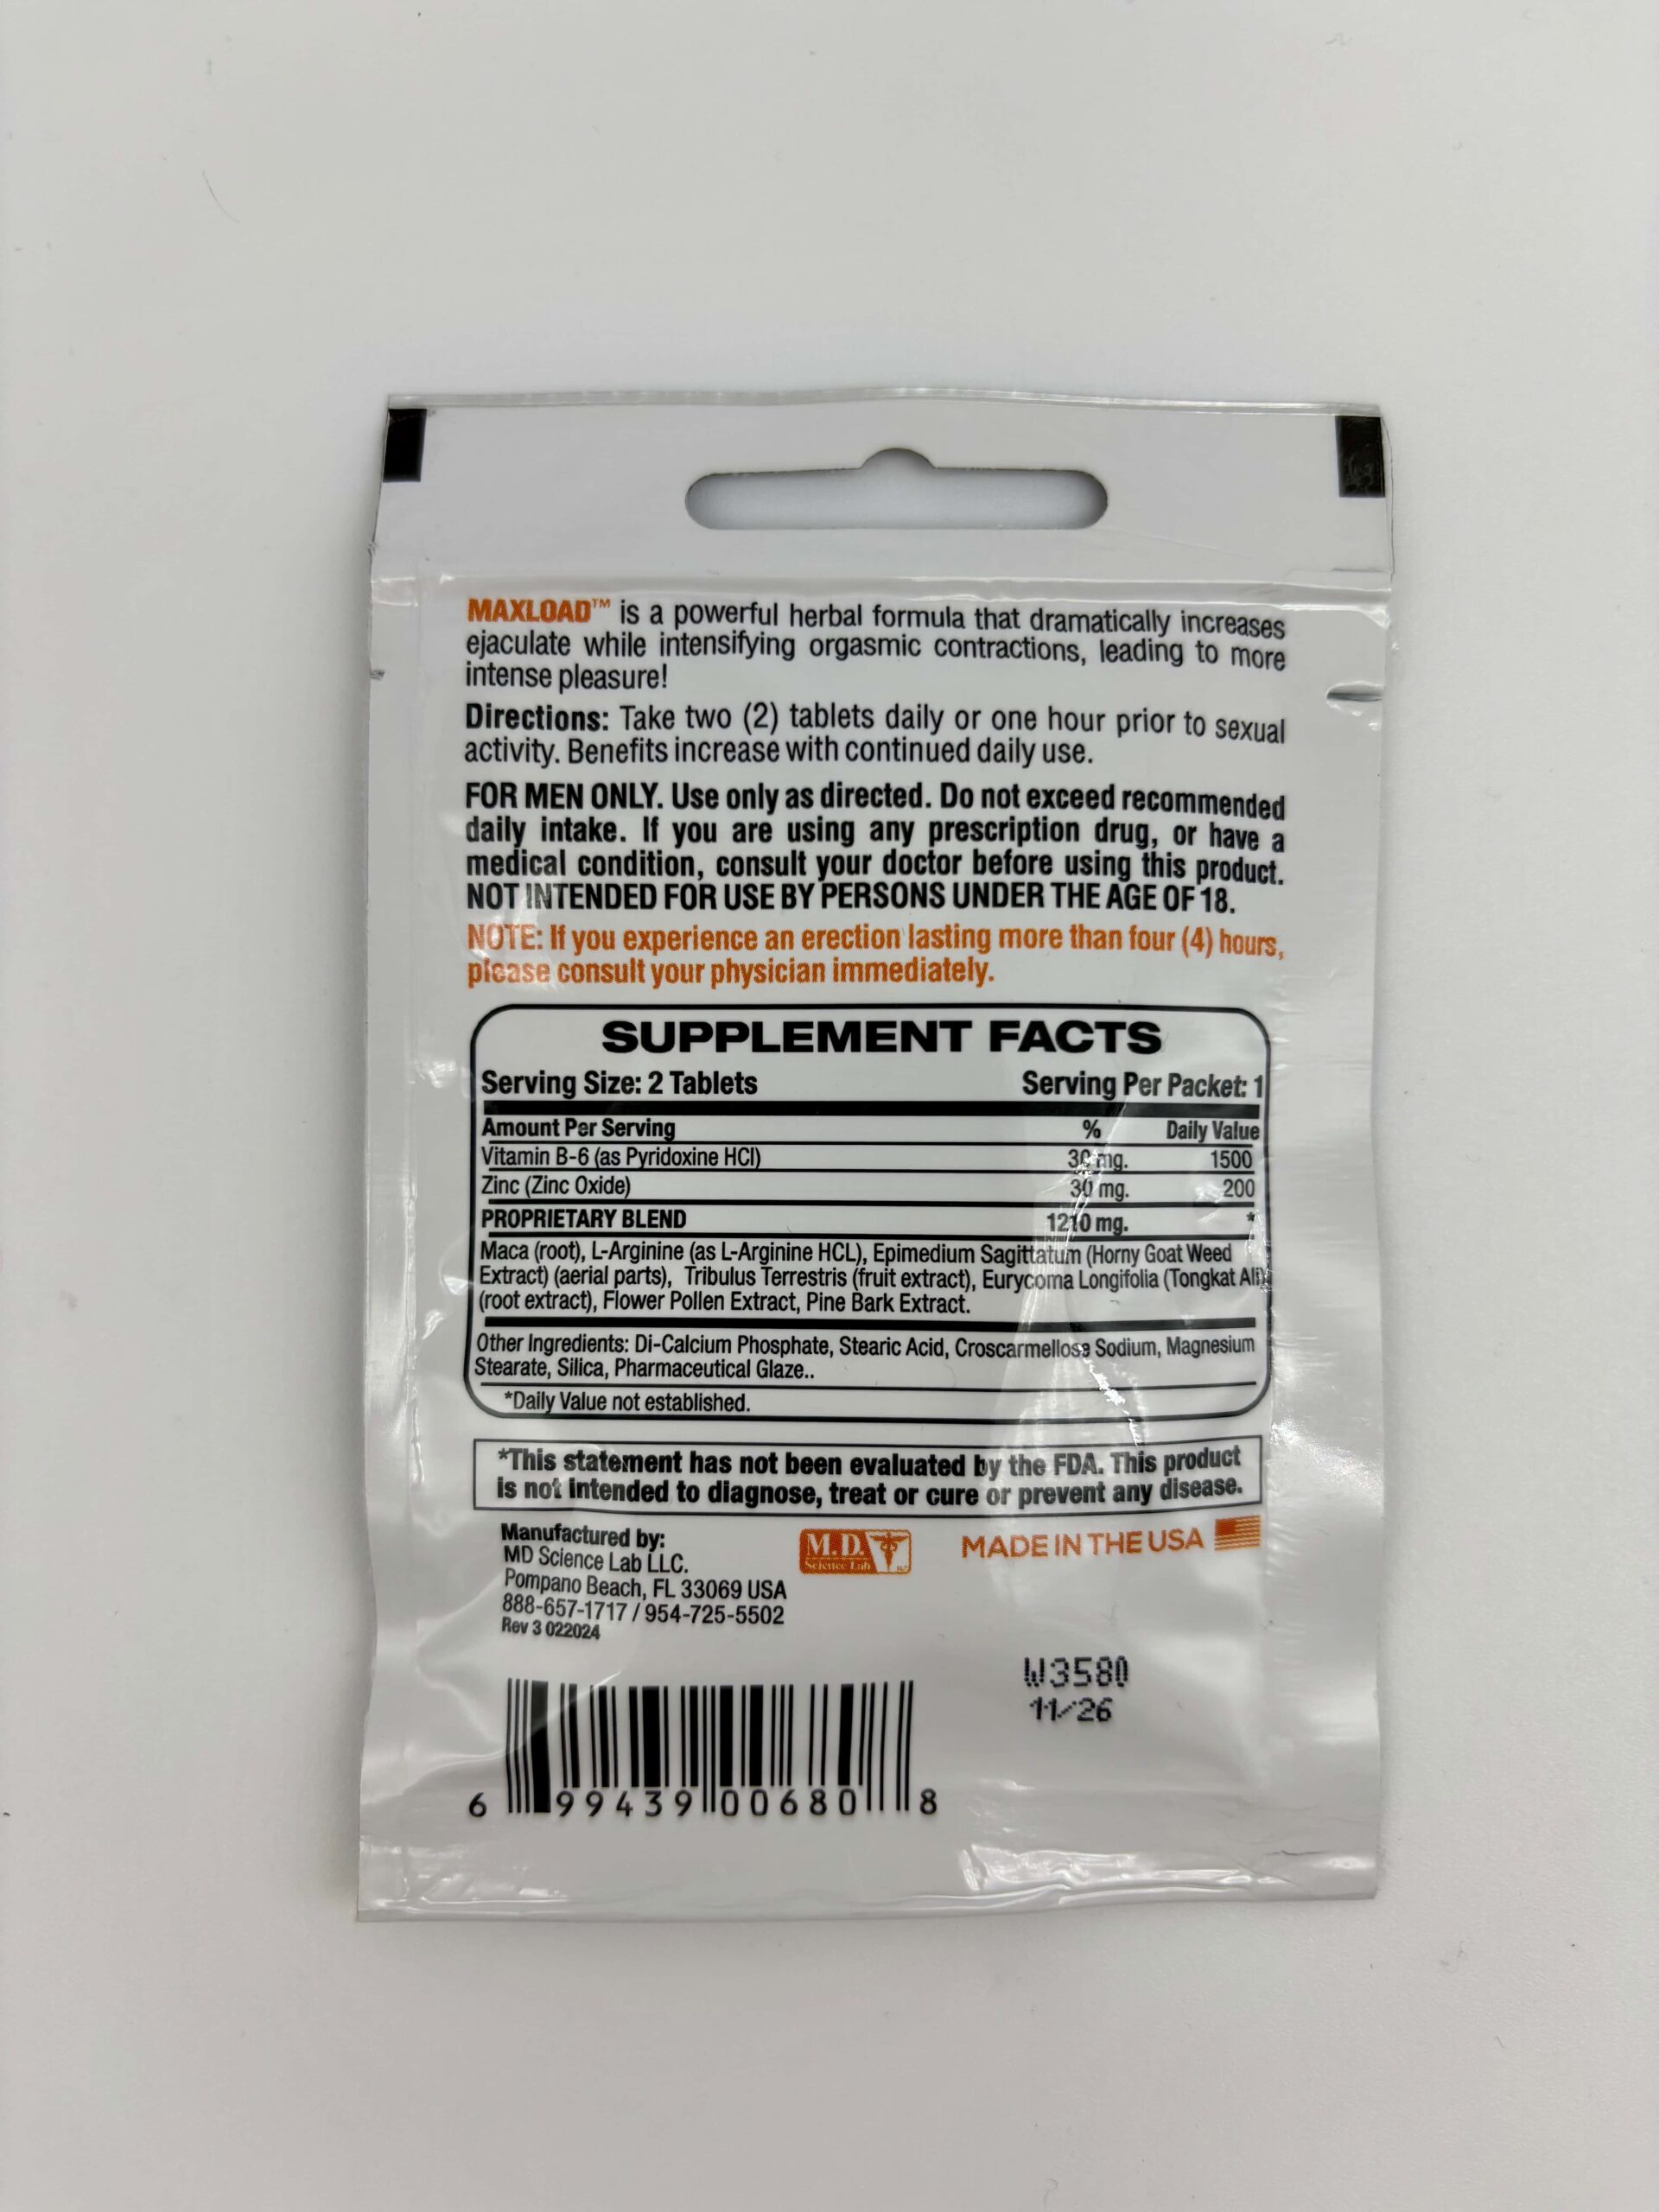 MAXLOAD™ is a powerful herbal formula that dramatically increases
ejaculate while intensifying orgasmic contractions, leading to more
intense pleasure!
Directions: Take two (2) tablets daily or one hour prior to sexual
activity. Benefits increase with continued daily use.
FOR MEN ONLY. Use only as directed. Do not exceed recommended
daily intake. If you are using any prescription drug, or have a
medical condition, consult your doctor before using this product.
NOT INTENDED FOR USE BY PERSONS UNDER THE AGE OF 18.
NOTE: If you experience an erection lasting more than four (4) hours,
please consult your physician immediately.
SUPPLEMENT FACTS
Serving Size: 2 Tablets Serving Per Packet: 1
Amount Per Serving % Daily Value
Vitamin B-6 (as Pyridoxine HCl) 30 mg. 1500
Zinc (Zinc Oxide) 30 mg. 200
PROPRIETARY BLEND 1210 mg. *
Maca (root), L-Arginine (as L-Arginine HCL), Epimedium Sagittatum (Horny Goat Weed
Extract) (aerial parts), Tribulus Terrestris (fruit extract), Eurycoma Longifolia (Tongkat Ali)
(root extract), Flower Pollen Extract, Pine Bark Extract.
Other Ingredients: Di-Calcium Phosphate, Stearic Acid, Croscarmellose Sodium, Magnesium
Stearate, Silica, Pharmaceutical Glaze..
*Daily Value not established.
*This statement has not been evaluated by the FDA. This product
is not intended to diagnose, treat or cure or prevent any disease.
Manufactured by:
MD Science Lab LLC.
Pompano Beach, FL 33069 USA
888-657-1717 / 954-725-5502
Rev 3 022024
M.D.
Science Lab
MADE IN THE USA
W3580
11/26
6 99439 00680 8